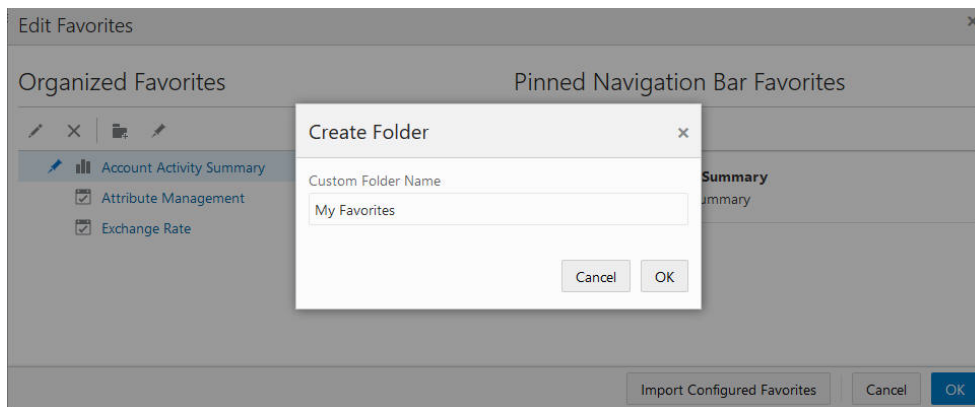 Edit Favorites
Organized Favorites
Pinned Navigation Bar Favorites
Create Folder
Custom Folder Name
My Favorites
Cancel
OK
Account Activity Summary
Attribute Management
Exchange Rate
Summary
Import Configured Favorites
Cancel
OK